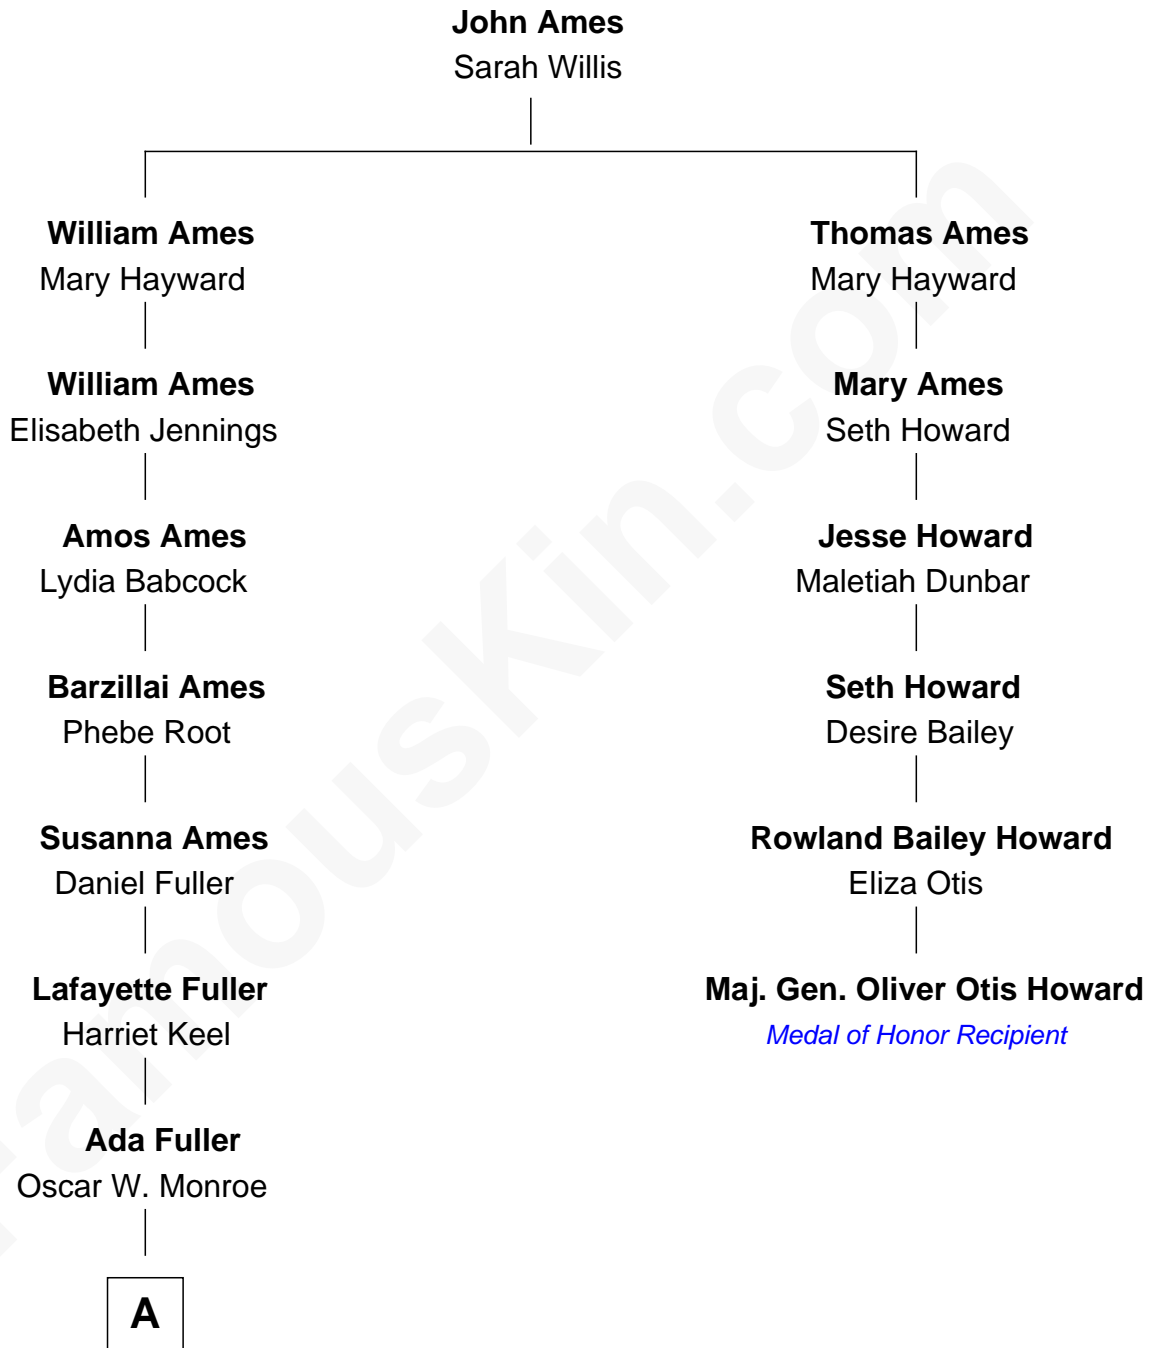 John Ames
Sarah Willis
William Ames
Mary Hayward
Thomas Ames
Mary Hayward
William Ames
Elisabeth Jennings
Mary Ames
Seth Howard
Amos Ames
Lydia Babcock
Jesse Howard
Maletiah Dunbar
Barzillai Ames
Phebe Root
Seth Howard
Desire Bailey
Susanna Ames
Daniel Fuller
Rowland Bailey Howard
Eliza Otis
Lafayette Fuller
Harriet Keel
Maj. Gen. Oliver Otis Howard
Medal of Honor Recipient
Ada Fuller
Oscar W. Monroe
A
FamousKin.com